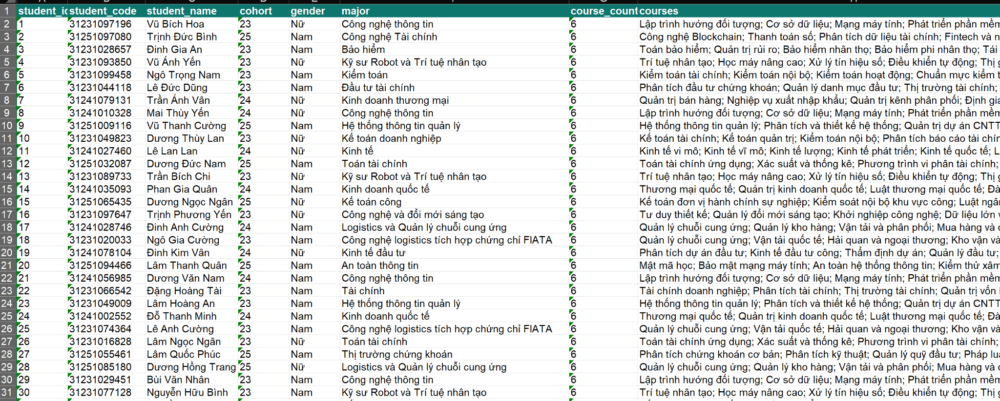 1 student_ic student_code student_name cohort gender major course_count courses
2 1 31231097196 Vũ Bích Hoa 23 Nữ Công nghệ thông tin 6 Lập trình hướng đối tượng; Cơ sở dữ liệu; Mạng máy tính; Phát triển phần mềm
3 2 31251097080 Trịnh Đức Bình 25 Nam Công nghệ Tài chính 6 Công nghệ Blockchain; Thanh toán số; Phân tích dữ liệu tài chính; Fintech và n
4 3 31231028657 Đinh Gia An 23 Nam Bảo hiểm 6 Toán bảo hiểm; Quản trị rủi ro; Bảo hiểm nhân thọ; Bảo hiểm phi nhân thọ; Tái
5 4 31231093850 Vũ Ánh Yến 23 Nữ Kỹ sư Robot và Trí tuệ nhân tạo 6 Trí tuệ nhân tạo; Học máy nâng cao; Xử lý tín hiệu số; Điều khiển tự động; Thị g
6 5 31231099458 Ngô Trọng Nam 23 Nam Kiểm toán 6 Kiểm toán tài chính; Kiểm toán nội bộ; Kiểm toán hoạt động; Chuẩn mực kiểm t
7 6 31231044118 Lê Đức Dũng 23 Nam Đầu tư tài chính 6 Phân tích đầu tư chứng khoán; Quản lý danh mục đầu tư; Thị trường tài chính;
8 7 31241079131 Trần Ánh Vân 24 Nữ Kinh doanh thương mại 6 Quản trị bán hàng; Nghiệp vụ xuất nhập khẩu; Quản trị kênh phân phối; Định giá
9 8 31241010328 Mai Thùy Yến 24 Nữ Công nghệ thông tin 6 Lập trình hướng đối tượng; Cơ sở dữ liệu; Mạng máy tính; Phát triển phần mềm
10 9 31251009116 Vũ Thanh Cường 25 Nam Hệ thống thông tin quản lý 6 Hệ thống thông tin quản lý; Phân tích và thiết kế hệ thống; Quản trị dự án CNTT
11 10 31231049823 Dương Thùy Lan 23 Nữ Kế toán doanh nghiệp 6 Kế toán tài chính; Kế toán quản trị; Kiểm toán nội bộ; Phân tích báo cáo tài chín
12 11 31241027460 Lê Lan Lan 24 Nữ Kinh tế 6 Kinh tế vi mô; Kinh tế vĩ mô; Kinh tế lượng; Kinh tế phát triển; Kinh tế quốc tế; L
13 12 31251032087 Dương Đức Nam 25 Nam Toán tài chính 6 Toán tài chính ứng dụng; Xác suất và thống kê; Phương trình vi phân tài chính;
14 13 31231089733 Trần Bích Chi 23 Nữ Kỹ sư Robot và Trí tuệ nhân tạo 6 Trí tuệ nhân tạo; Học máy nâng cao; Xử lý tín hiệu số; Điều khiển tự động; Thị g
15 14 31241035093 Phan Gia Quân 24 Nam Kinh doanh quốc tế 6 Thương mại quốc tế; Quản trị kinh doanh quốc tế; Luật thương mại quốc tế; Đà
16 15 31251065435 Dương Ngọc Ngân 25 Nữ Kế toán công 6 Kế toán đơn vị hành chính sự nghiệp; Kiểm soát nội bộ khu vực công; Luật ngân
17 16 31231097647 Trịnh Phương Yến 23 Nữ Công nghệ và đổi mới sáng tạo 6 Tư duy thiết kế; Quản lý đổi mới sáng tạo; Khởi nghiệp công nghệ; Dữ liệu lớn v
18 17 31241028746 Đinh Anh Cường 24 Nam Logistics và Quản lý chuỗi cung ứng 6 Quản lý chuỗi cung ứng; Quản lý kho hàng; Vận tải và phân phối; Mua hàng và c
19 18 31231020033 Ngô Gia Cường 23 Nam Công nghệ logistics tích hợp chứng chỉ FIATA 6 Quản lý chuỗi cung ứng; Vận tải quốc tế; Hải quan và ngoại thương; Kho vận và
20 19 31241078104 Đinh Kim Vân 24 Nữ Kinh tế đầu tư 6 Phân tích dự án đầu tư; Kinh tế đầu tư công; Thẩm định dự án; Quản lý đầu tư;
21 20 31251094466 Lâm Thanh Quân 25 Nam An toàn thông tin 6 Mật mã học; Bảo mật mạng máy tính; An toàn hệ thống thông tin; Kiểm thử xâm
22 21 31241056985 Dương Văn Nam 24 Nam Công nghệ thông tin 6 Lập trình hướng đối tượng; Cơ sở dữ liệu; Mạng máy tính; Phát triển phần mềm
23 22 31231066542 Đặng Hoàng Tài 23 Nam Tài chính 6 Tài chính doanh nghiệp; Phân tích tài chính; Thị trường tài chính; Quản trị vốn
24 23 31231049009 Lâm Hoàng An 23 Nam Hệ thống thông tin quản lý 6 Hệ thống thông tin quản lý; Phân tích và thiết kế hệ thống; Quản trị dự án CNTT
25 24 31241002552 Đỗ Thanh Minh 24 Nam Kinh doanh quốc tế 6 Thương mại quốc tế; Quản trị kinh doanh quốc tế; Luật thương mại quốc tế; Đà
26 25 31231074364 Lê Anh Cường 23 Nam Công nghệ logistics tích hợp chứng chỉ FIATA 6 Quản lý chuỗi cung ứng; Vận tải quốc tế; Hải quan và ngoại thương; Kho vận và
27 26 31231016828 Lâm Ngọc Ngân 23 Nữ Toán tài chính 6 Toán tài chính ứng dụng; Xác suất và thống kê; Phương trình vi phân tài chính;
28 27 31251055461 Lâm Quốc Phúc 25 Nam Thị trường chứng khoán 6 Phân tích chứng khoán cơ bản; Phân tích kỹ thuật; Quản lý quỹ đầu tư; Pháp luậ
29 28 31251085180 Dương Hồng Trang 25 Nữ Logistics và Quản lý chuỗi cung ứng 6 Quản lý chuỗi cung ứng; Quản lý kho hàng; Vận tải và phân phối; Mua hàng và c
30 29 31231029451 Bùi Văn Nhân 23 Nam Công nghệ thông tin 6 Lập trình hướng đối tượng; Cơ sở dữ liệu; Mạng máy tính; Phát triển phần mềm
31 30 31231077128 Nguyễn Hữu Bình 23 Nam Kỹ sư Robot và Trí tuệ nhân tạo 6 Trí tuệ nhân tạo; Học máy nâng cao; Xử lý tín hiệu số; Điều khiển tự động; Thị g